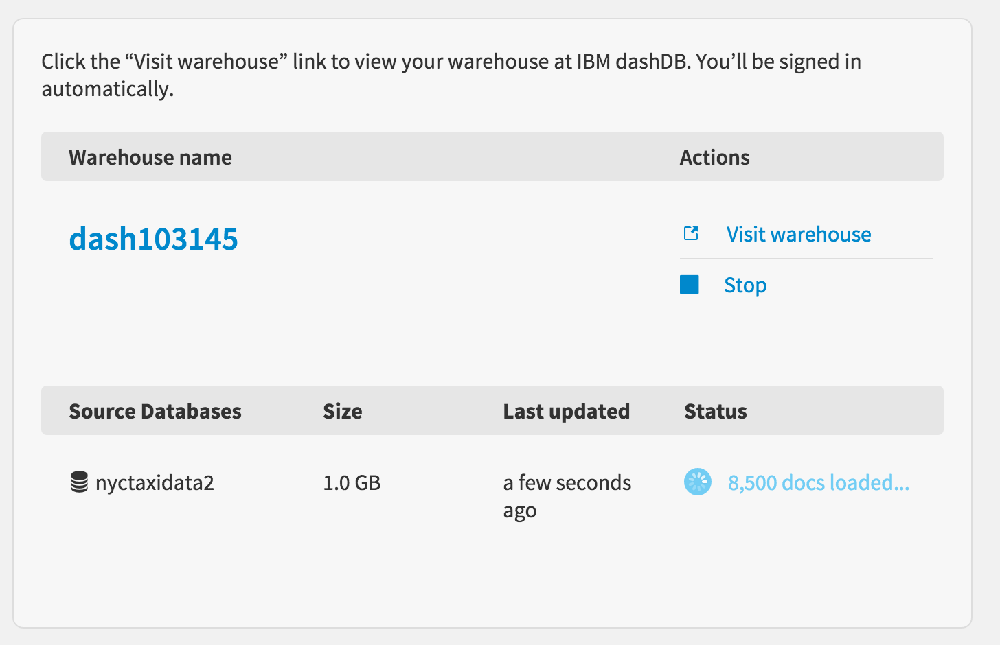 Click the “Visit warehouse” link to view your warehouse at IBM dashDB. You’ll be signed in
automatically.
Warehouse name Actions
dash103145
Visit warehouse
Stop
Source Databases Size Last updated Status
nyctaxidata2 1.0 GB a few seconds 8,500 docs loaded...
ago